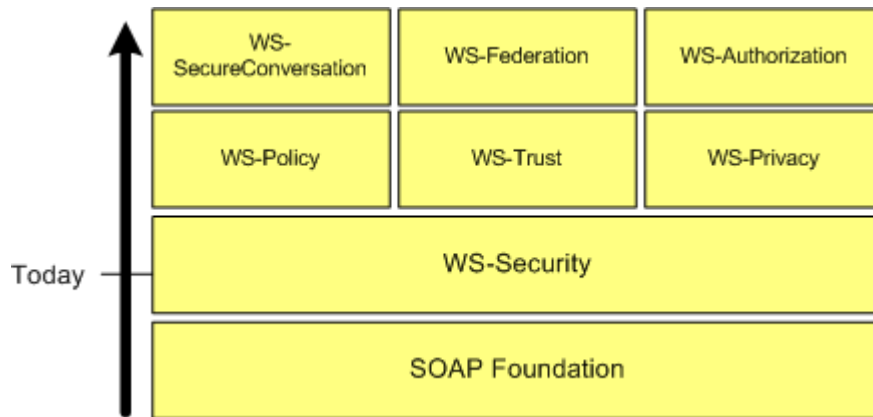 WS-
SecureConversation
WS-Federation
WS-Authorization
WS-Policy
WS-Trust
WS-Privacy
Today
WS-Security
SOAP Foundation